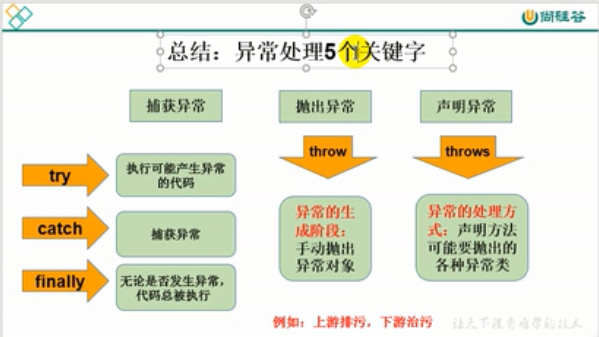 尚硅谷
总结：异常处理5个关键字
捕获异常
抛出异常
声明异常
try
执行可能产生异常
的代码
catch
捕获异常
finally
无论是否发生异常，
代码总被执行
throw
异常的生
成阶段：
手动抛出
异常对象
throws
异常的处理方
式：声明方法
可能要抛出的
各种异常类
例如：上游排污，下游治污
让天下没有难学的技术